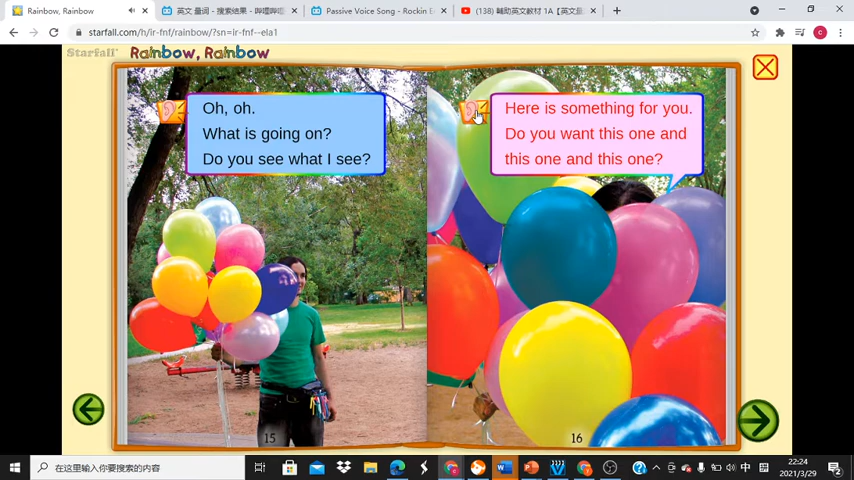 Rainbow, Rainbow
英文 量词 - 搜索结果 - 哔哩哔哩
Passive Voice Song - Rockin E
(138) 輔助英文教材 1A【英文量
starfall.com/h/ir-fnf/rainbow/?sn=ir-fnf--ela1
Starfall
Rainbow, Rainbow
Oh, oh.
What is going on?
Do you see what I see?
15
Here is something for you.
Do you want this one and
this one and this one?
16
在这里输入你要搜索的内容
中
22:24
2021/3/29
2